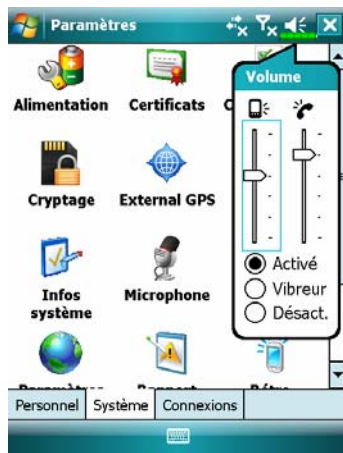 Paramètres
Volume
Alimentation Certificats
Cryptage External GPS
Activé
Vibreur
Désact.
Infos système Microphone
Personnel Système Connexions